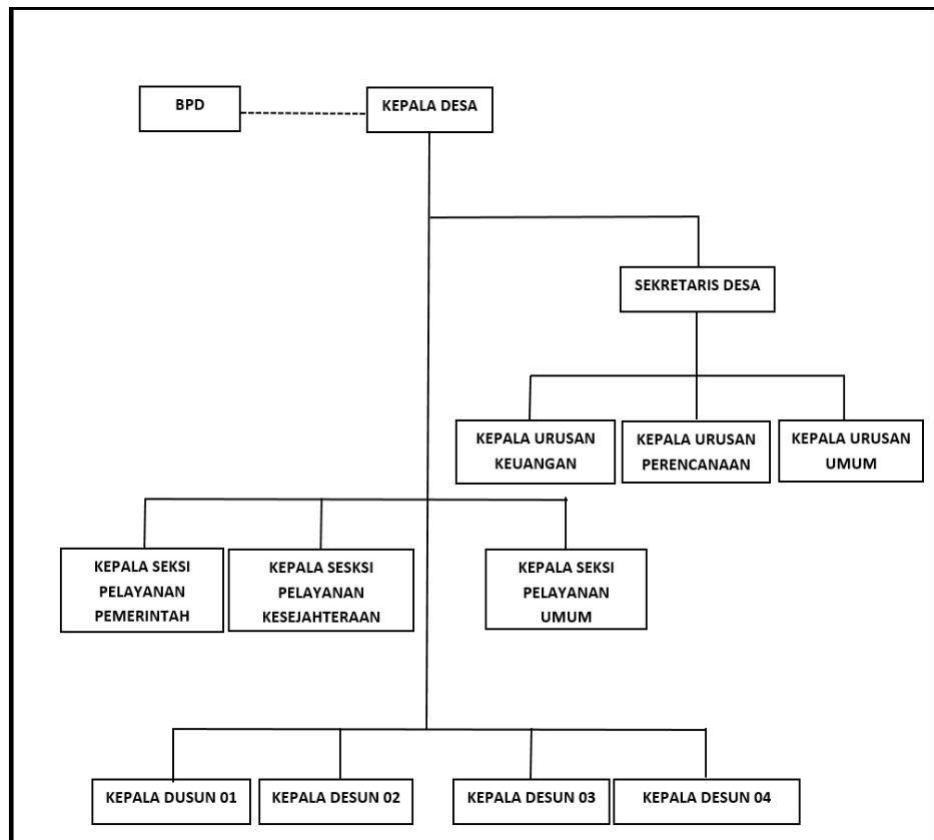 BPD
KEPALA DESA
SEKRETARIS DESA
KEPALA URUSAN
KEUANGAN
KEPALA URUSAN
PERENCANAAN
KEPALA URUSAN
UMUM
KEPALA SEKSI
PELAYANAN
PEMERINTAH
KEPALA SESKSI
PELAYANAN
KESEJAHTERAAN
KEPALA SEKSI
PELAYANAN
UMUM
KEPALA DUSUN 01
KEPALA DESUN 02
KEPALA DESUN 03
KEPALA DESUN 04